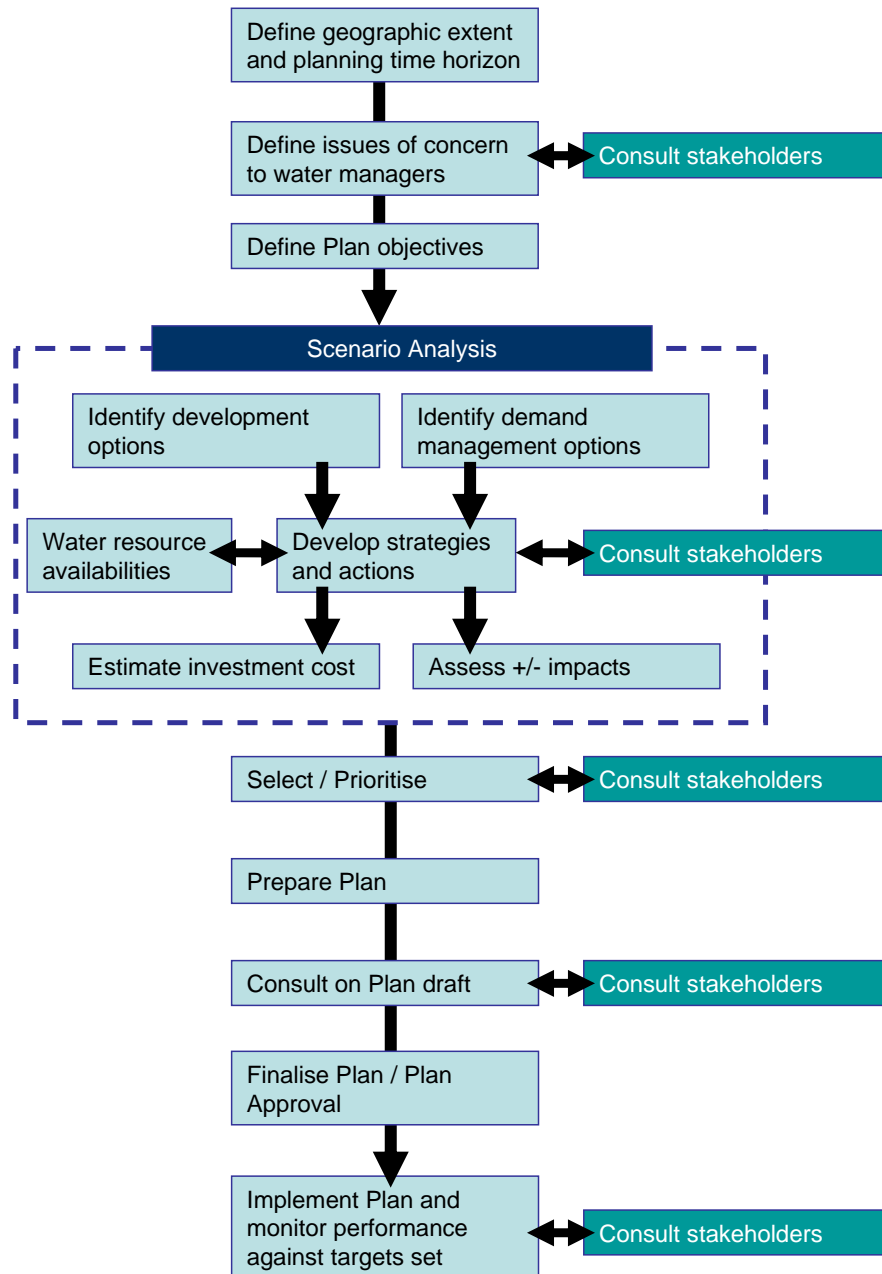 Define geographic extent
and planning time horizon
Define issues of concern
to water managers
Consult stakeholders
Define Plan objectives
Scenario Analysis
Identify development
options
Identify demand
management options
Water resource
availabilities
Develop strategies
and actions
Consult stakeholders
Estimate investment cost
Assess +/- impacts
Select / Prioritise
Consult stakeholders
Prepare Plan
Consult on Plan draft
Consult stakeholders
Finalise Plan / Plan
Approval
Implement Plan and
monitor performance
against targets set
Consult stakeholders